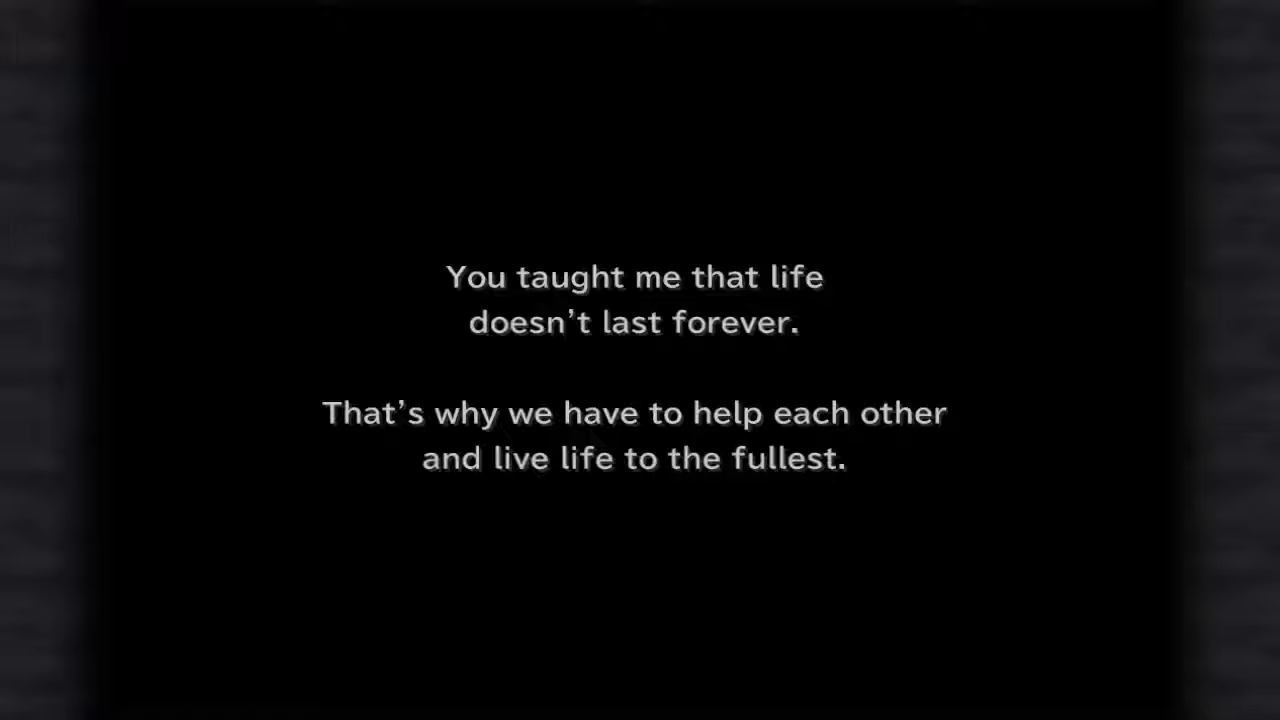 You taught me that life
doesn’t last forever.
That’s why we have to help each other
and live life to the fullest.